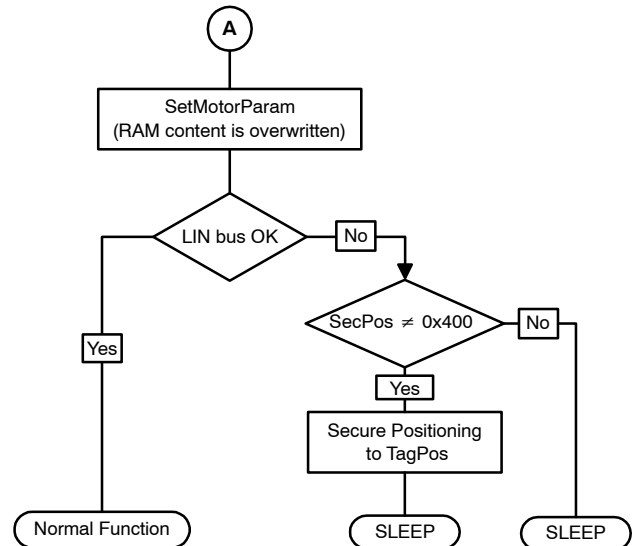 A
SetMotorParam
(RAM content is overwritten)
LIN bus OK
No
SecPos ≠ 0x400
No
Yes
Yes
Secure Positioning
to TagPos
Normal Function
SLEEP
SLEEP